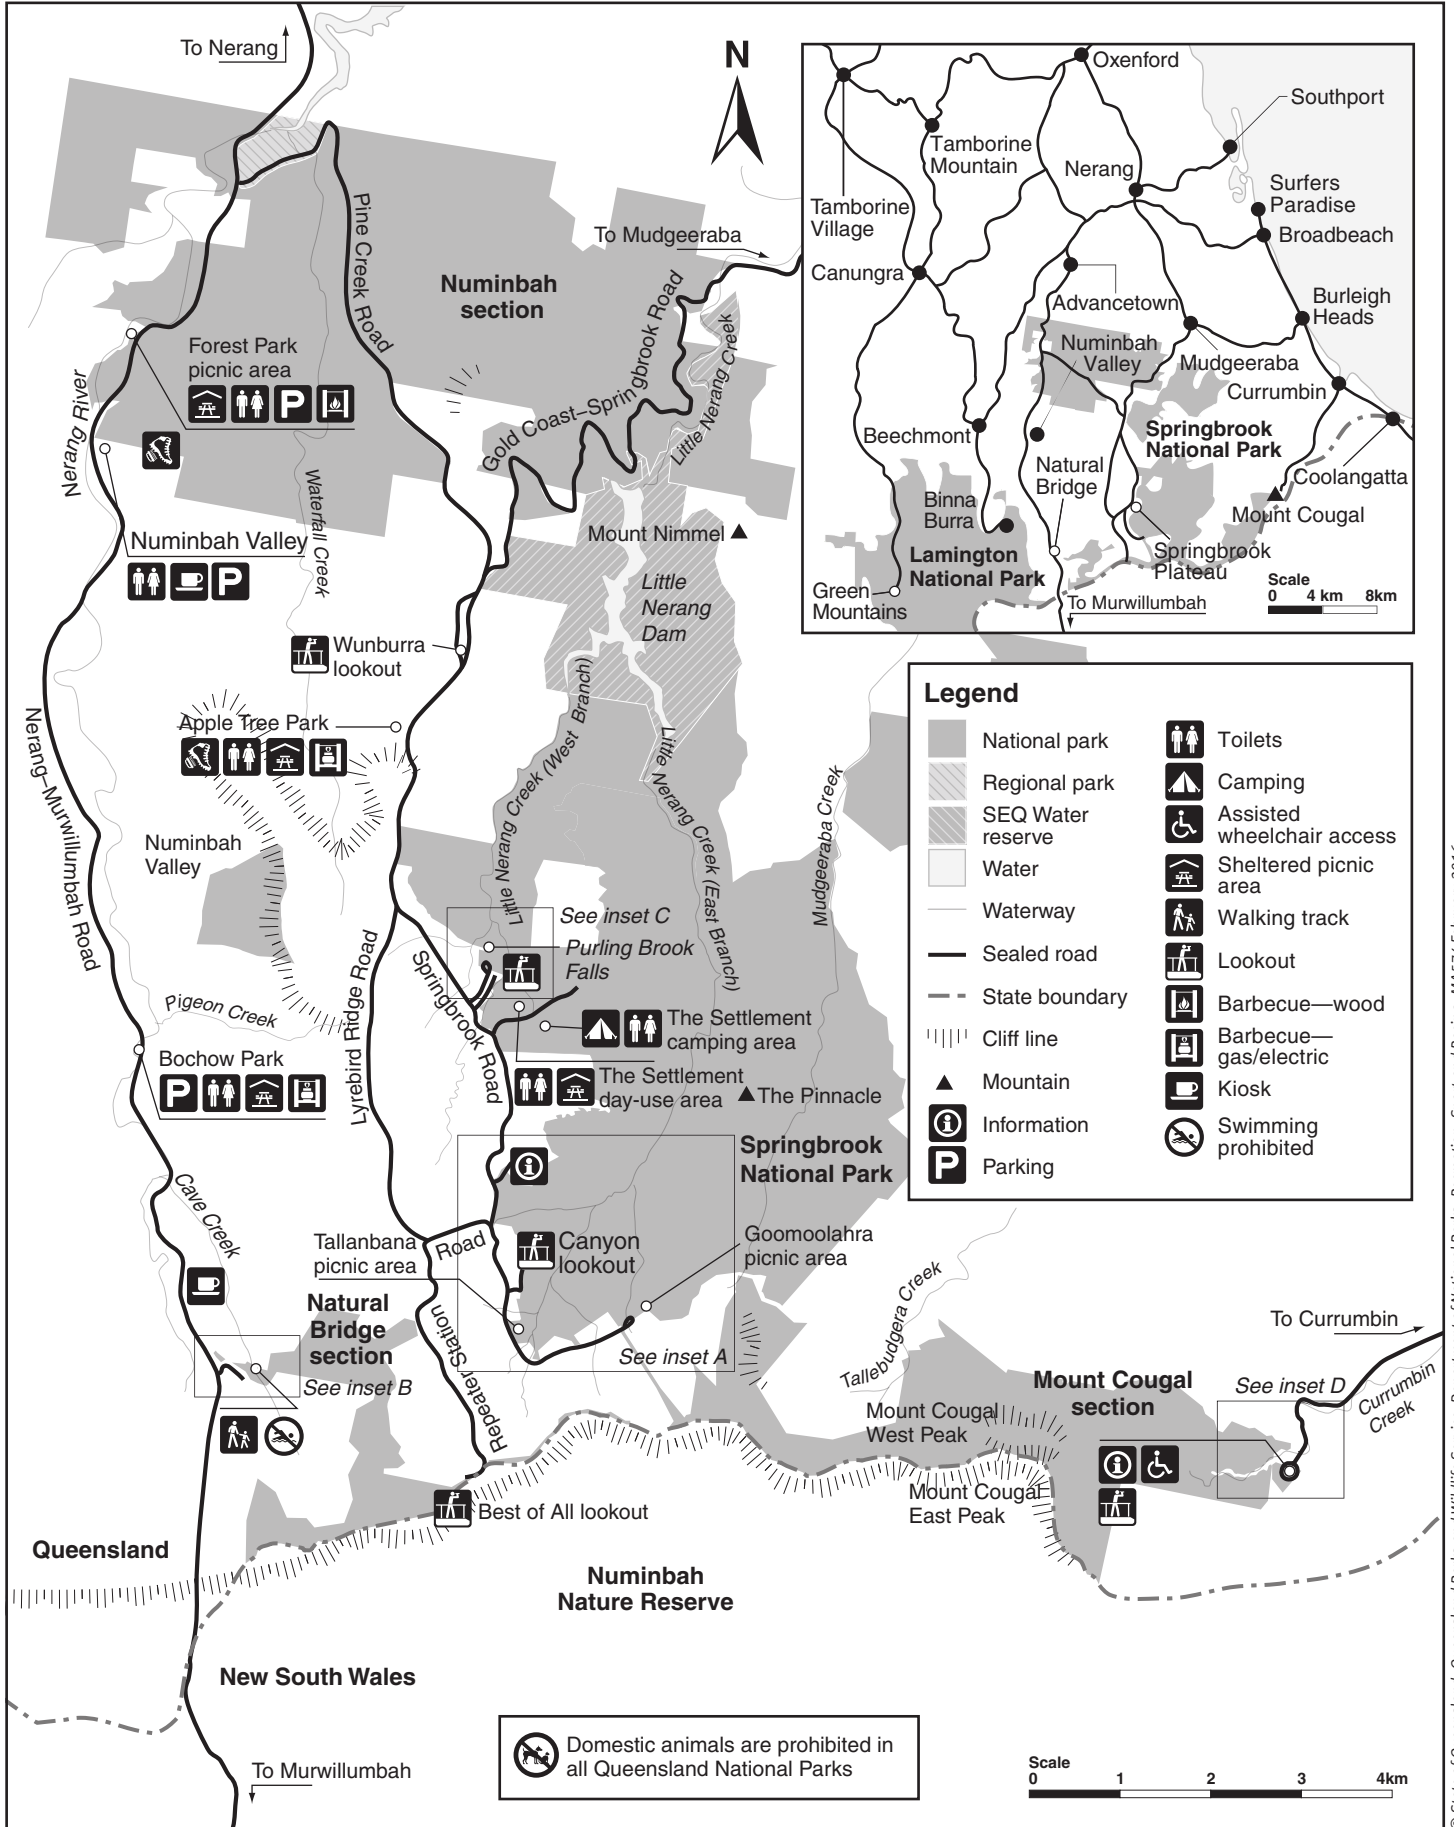 To Nerang
N
Pine Creek Road
To Mudgeeraba
Numinbah
section
Forest Park
picnic area
P
Nerang River
Gold Coast–Springbrook Road
Little Nerang Creek
Waterfall Creek
Numinbah Valley
P
Mount Nimmel
Little
Nerang
Dam
Wunburra
lookout
Apple Tree Park
Nerang–Murwillumbah Road
Numinbah
Valley
Little Nerang Creek (West Branch)
Little Nerang Creek (East Branch)
Mudgeeraba Creek
See inset C
Purling Brook
Falls
Lyrebird Ridge Road
Springbrook Road
Pigeon Creek
The Settlement
camping area
Bochow Park
P
The Settlement
day-use area
The Pinnacle
Springbrook
National Park
Cave Creek
Tallanbana
picnic area
Road
Canyon
lookout
Goomoolahra
picnic area
Natural
Bridge
section
Repeater Station
See inset A
See inset B
Tallebudgera Creek
To Currumbin
Mount Cougal
section
See inset D
Currumbin
Creek
Mount Cougal
West Peak
Mount Cougal
East Peak
Best of All lookout
Queensland
Numinbah
Nature Reserve
New South Wales
To Murwillumbah
Domestic animals are prohibited in
all Queensland National Parks
Scale
0 1 2 3 4km
Oxenford
Southport
Tamborine
Mountain
Nerang
Surfers
Paradise
Tamborine
Village
Broadbeach
Canungra
Advancetown
Burleigh
Heads
Numinbah
Valley
Mudgeeraba
Currumbin
Beechmont
Springbrook
National Park
Natural
Bridge
Coolangatta
Binna
Burra
Mount Cougal
Lamington
National Park
Springbrook
Plateau
Green
Mountains
To Murwillumbah
Scale
0 4 km 8km
Legend
National park
Regional park
SEQ Water
reserve
Water
Waterway
Sealed road
State boundary
Cliff line
Mountain
Information
P
Parking
Toilets
Camping
Assisted
wheelchair access
Sheltered picnic
area
Walking track
Lookout
Barbecue—wood
Barbecue—
gas/electric
Kiosk
Swimming
prohibited